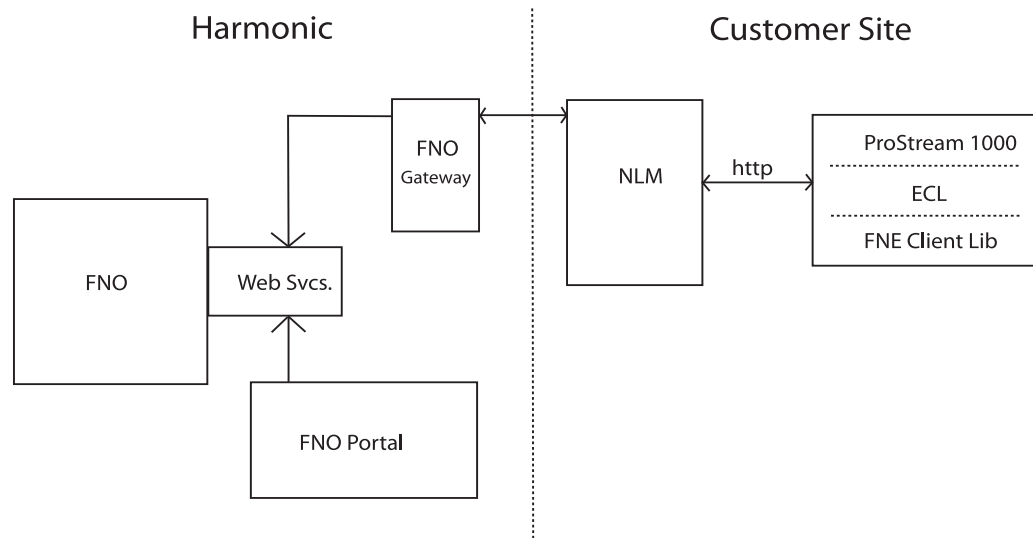 Harmonic
Customer Site
FNO
Gateway
NLM
http
ProStream 1000
ECL
FNE Client Lib
FNO
Web Svcs.
FNO Portal